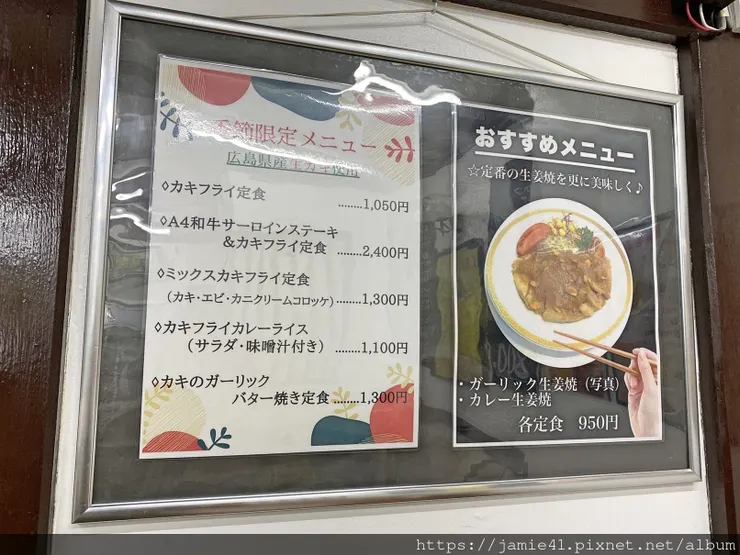 季節限定メニュー
広島県産生カキ使用
◊カキフライ定食
........1,050円
◊A4和牛サーロインステーキ
&カキフライ定食 ........2,400円
◊ミックスカキフライ定食
(カキ・エビ・カニクリームコロッケ)........1,300円
◊カキフライカレーライス
(サラダ・味噌汁付き) ........1,100円
◊カキのガーリック
バター焼き定食........1,300円
おすすめメニュー
☆定番の生姜焼を更に美味しく♪
・ガーリック生姜焼(写真)
・カレー生姜焼
各定食 950円
https://jamie41.pixnet.net/album